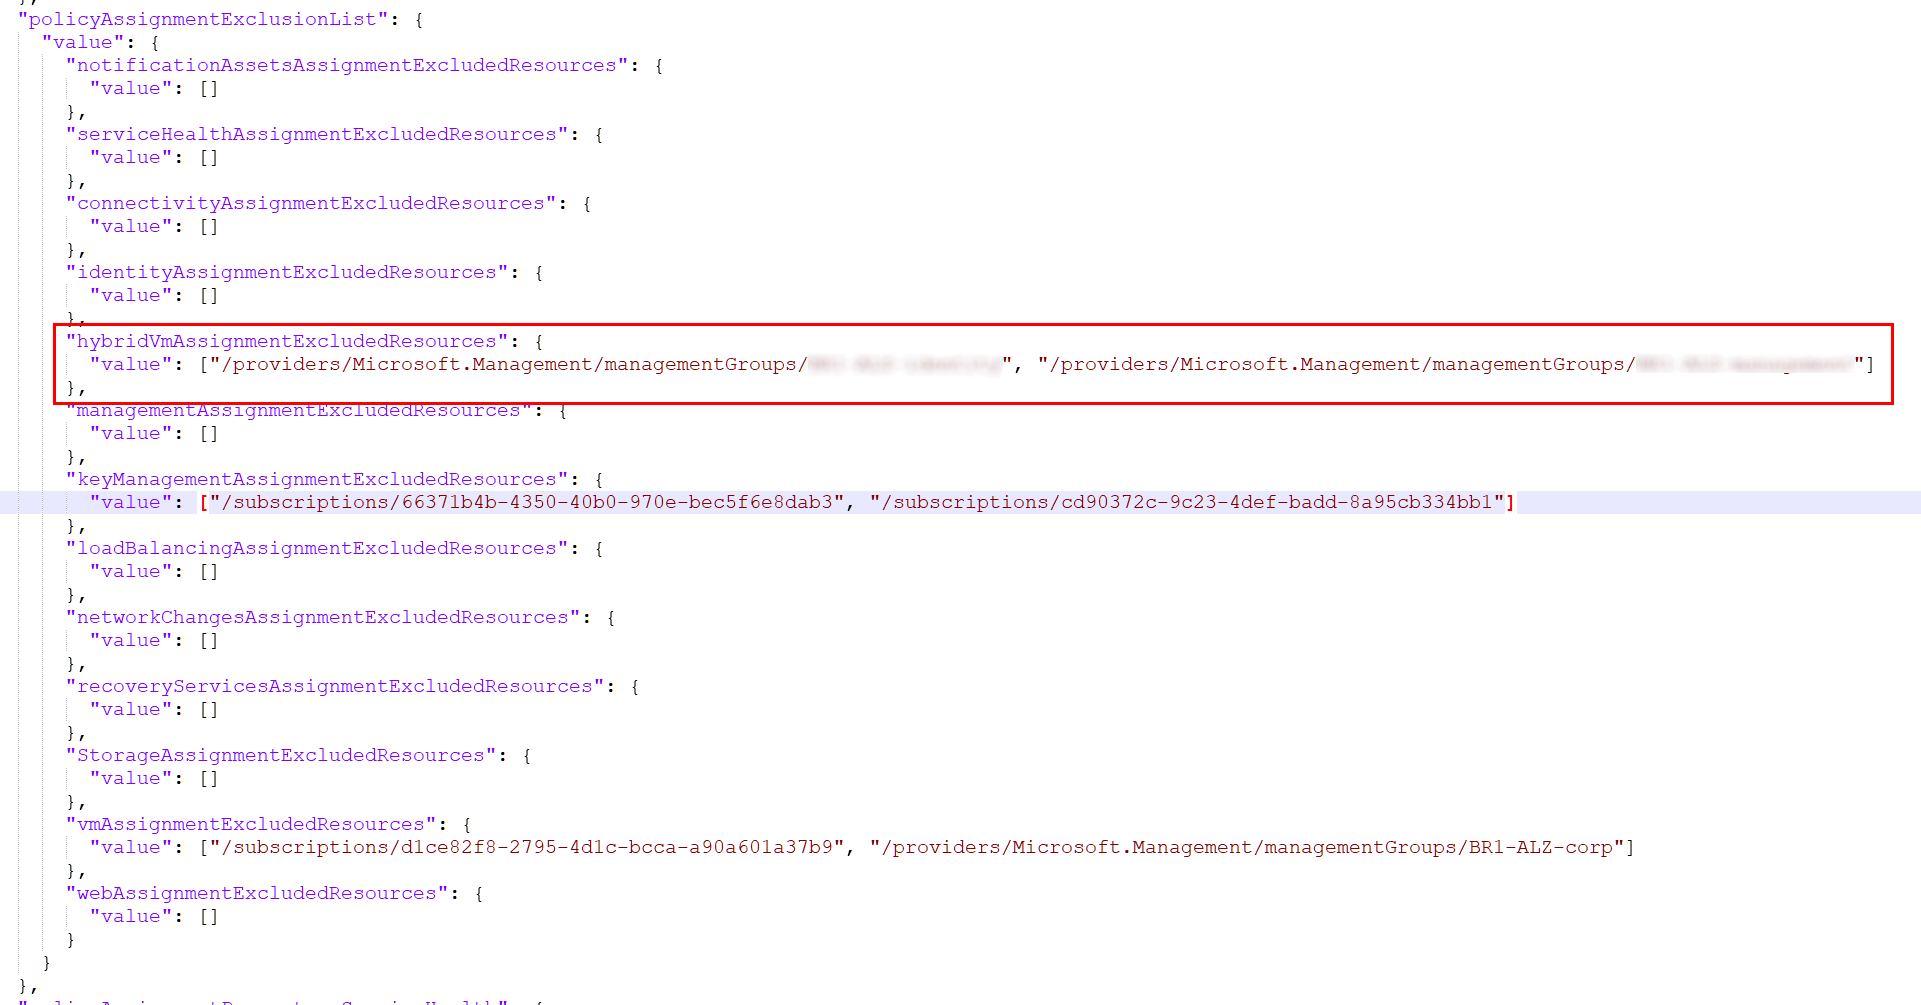 "policyAssignmentExclusionList": {
"value": {
"notificationAssetsAssignmentExcludedResources": {
"value": []
},
"serviceHealthAssignmentExcludedResources": {
"value": []
},
"connectivityAssignmentExcludedResources": {
"value": []
},
"identityAssignmentExcludedResources": {
"value": []
},
"hybridVmAssignmentExcludedResources": {
"value": ["/providers/Microsoft.Management/managementGroups/", "/providers/Microsoft.Management/managementGroups/"]
},
"managementAssignmentExcludedResources": {
"value": []
},
"keyManagementAssignmentExcludedResources": {
"value": ["/subscriptions/66371b4b-4350-40b0-970e-bec5f6e8dab3", "/subscriptions/cd90372c-9c23-4def-badd-8a95cb334bb1"]
},
"loadBalancingAssignmentExcludedResources": {
"value": []
},
"networkChangesAssignmentExcludedResources": {
"value": []
},
"recoveryServicesAssignmentExcludedResources": {
"value": []
},
"StorageAssignmentExcludedResources": {
"value": []
},
"vmAssignmentExcludedResources": {
"value": ["/subscriptions/d1ce82f8-2795-4d1c-bcca-a90a601a37b9", "/providers/Microsoft.Management/managementGroups/BR1-ALZ-corp"]
},
"webAssignmentExcludedResources": {
"value": []
}
}
},